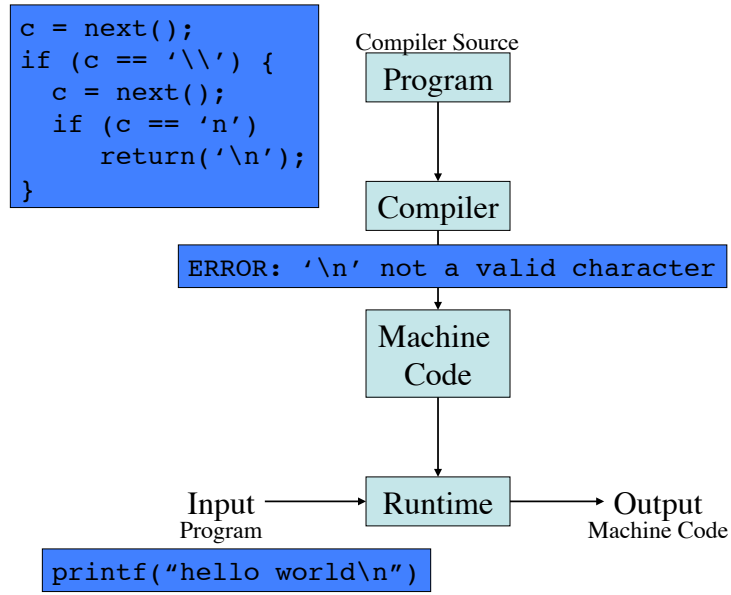 c = next();
if (c == ‘\\’) {
  c = next();
  if (c == ‘n’)
     return(‘\n’);
}
Compiler Source
Program
Compiler
ERROR: ‘\n’ not a valid character
Machine
Code
Input
Program
Runtime
Output
Machine Code
printf(“hello world\n”)